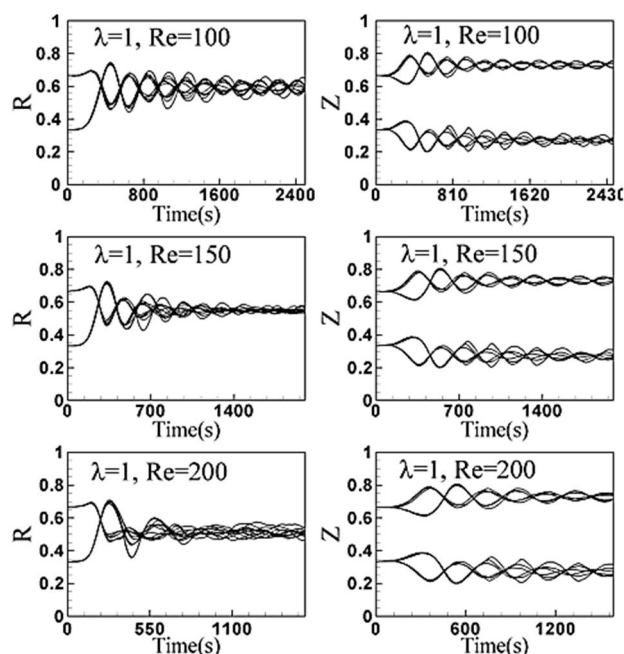 1
λ=1, Re=100
0.8
0.6
R
0.4
0.2
0
0 800 1600 2400
Time(s)
1
λ=1, Re=100
0.8
0.6
Z
0.4
0.2
0
0 810 1620 2430
Time(s)
1
λ=1, Re=150
0.8
0.6
R
0.4
0.2
0
0 700 1400
Time(s)
1
λ=1, Re=150
0.8
0.6
Z
0.4
0.2
0
0 700 1400
Time(s)
1
λ=1, Re=200
0.8
0.6
R
0.4
0.2
0
0 550 1100
Time(s)
1
λ=1, Re=200
0.8
0.6
Z
0.4
0.2
0
0 600 1200
Time(s)